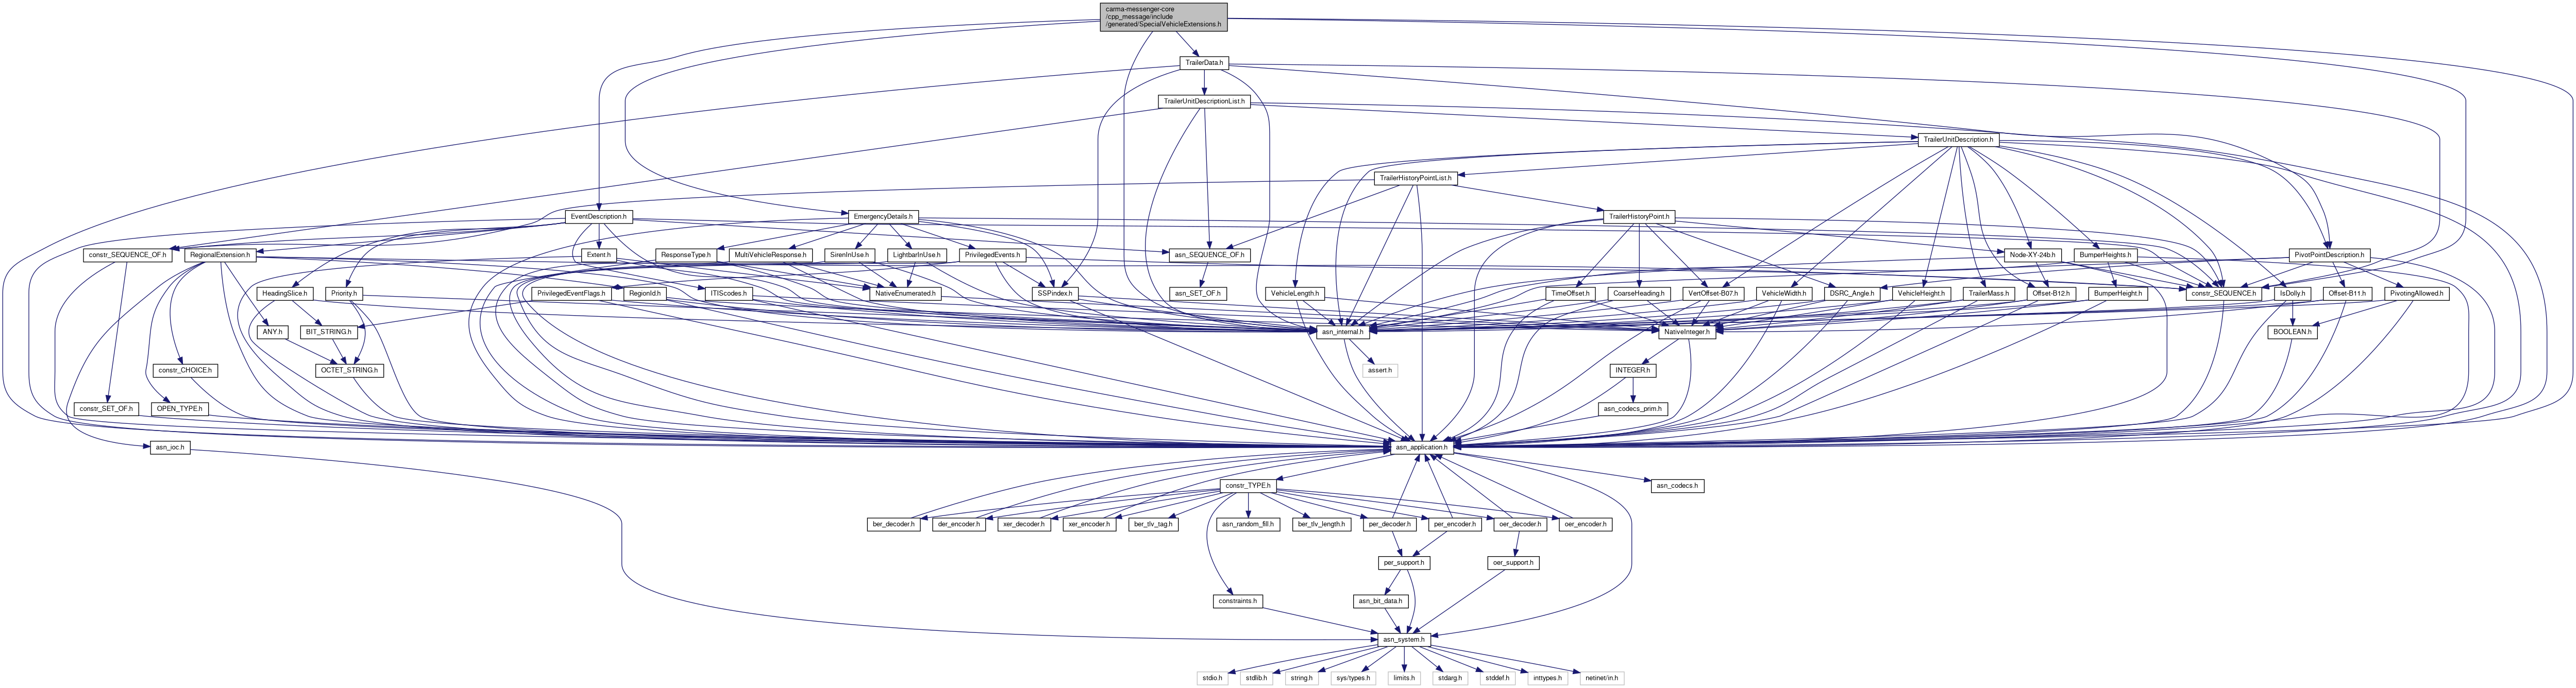 carma-messenger-core
/cpp_message/include
/generated/SpecialVehicleExtensions.h
TrailerData.h
TrailerUnitDescriptionList.h
TrailerUnitDescription.h
TrailerHistoryPointList.h
EventDescription.h
EmergencyDetails.h
TrailerHistoryPoint.h
constr_SEQUENCE_OF.h
RegionalExtension.h
Extent.h
ResponseType.h
MultiVehicleResponse.h
SirenInUse.h
LightbarInUse.h
PrivilegedEvents.h
asn_SEQUENCE_OF.h
Node-XY-24b.h
BumperHeights.h
PivotPointDescription.h
HeadingSlice.h
Priority.h
PrivilegedEventFlags.h
RegionId.h
ITIScodes.h
NativeEnumerated.h
SSPindex.h
asn_SET_OF.h
VehicleLength.h
TimeOffset.h
CoarseHeading.h
VertOffset-B07.h
VehicleWidth.h
DSRC_Angle.h
VehicleHeight.h
TrailerMass.h
Offset-B12.h
BumperHeight.h
constr_SEQUENCE.h
IsDolly.h
Offset-B11.h
PivotingAllowed.h
ANY.h
BIT_STRING.h
asn_internal.h
NativeInteger.h
BOOLEAN.h
constr_CHOICE.h
OCTET_STRING.h
assert.h
INTEGER.h
constr_SET_OF.h
OPEN_TYPE.h
asn_codecs_prim.h
asn_ioc.h
asn_application.h
constr_TYPE.h
asn_codecs.h
ber_decoder.h
der_encoder.h
xer_decoder.h
xer_encoder.h
ber_tlv_tag.h
asn_random_fill.h
ber_tlv_length.h
per_decoder.h
per_encoder.h
oer_decoder.h
oer_encoder.h
per_support.h
oer_support.h
constraints.h
asn_bit_data.h
asn_system.h
stdio.h
stdlib.h
string.h
sys/types.h
limits.h
stdarg.h
stddef.h
inttypes.h
netinet/in.h